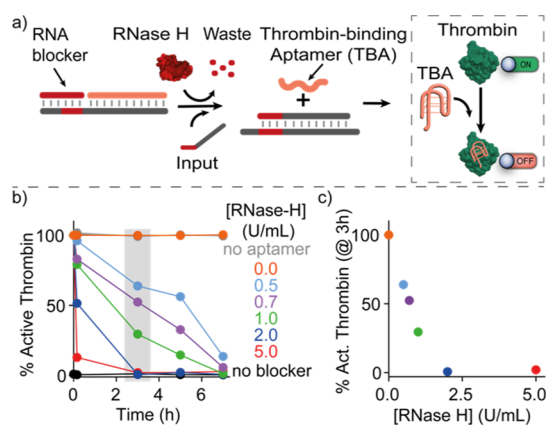 a)
RNA
blocker
RNase H
Waste
Thrombin-binding
Aptamer (TBA)
+
Input
Thrombin
ON
TBA
OFF
b)
% Active Thrombin
100
50
0
0
2
4
6
Time (h)
[RNase-H]
(U/mL)
no aptamer
0.0
0.5
0.7
1.0
2.0
5.0
no blocker
c)
% Act. Thrombin (@ 3h)
100
50
0
0.0
2.5
5.0
[RNase H] (U/mL)